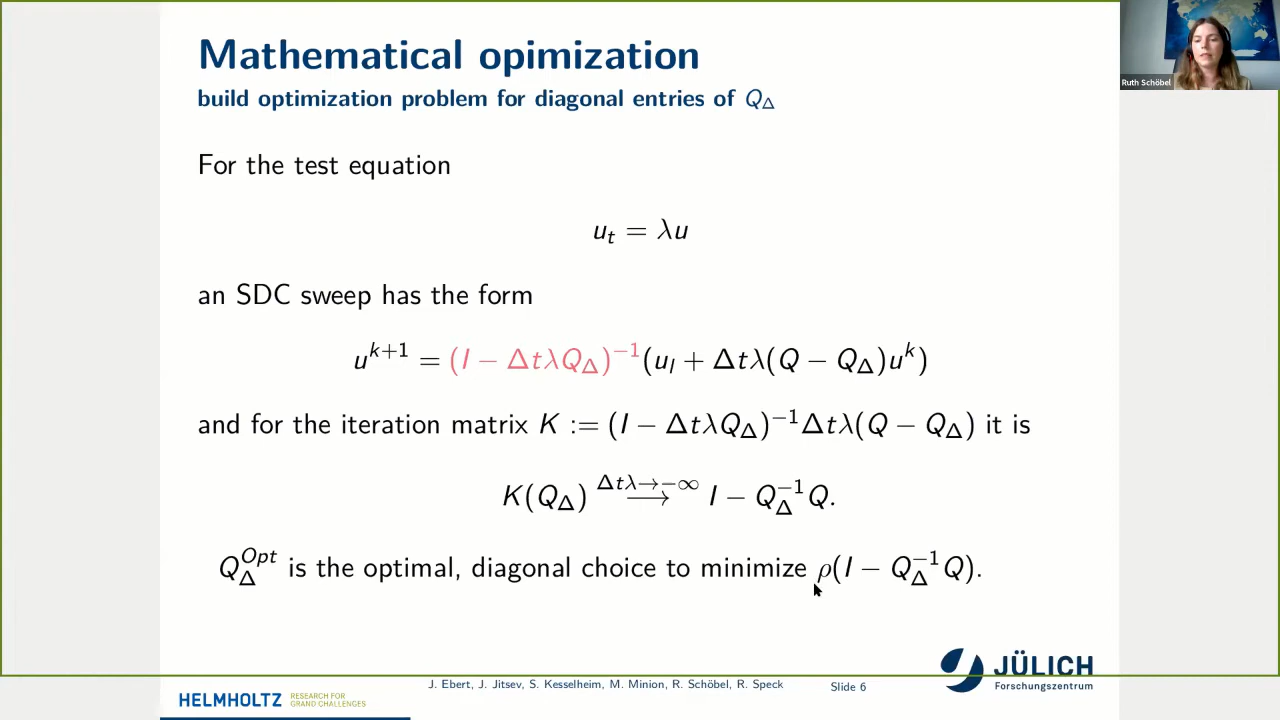 Mathematical opimization
build optimization problem for diagonal entries of Q_Δ
For the test equation
u_t = λu
an SDC sweep has the form
u^{k+1} = (I − ΔtλQ_Δ)^{−1}(u_I + Δtλ(Q − Q_Δ)u^k)
and for the iteration matrix K := (I − ΔtλQ_Δ)^{−1}Δtλ(Q − Q_Δ) it is
K(Q_Δ) \xrightarrow{Δtλ→−∞} I − Q_Δ^{−1}Q.
Q_Δ^{Opt} is the optimal, diagonal choice to minimize ρ(I − Q_Δ^{−1}Q).
Ruth Schöbel
JÜLICH
Forschungszentrum
J. Ebert, J. Jitsev, S. Kesselheim, M. Minion, R. Schöbel, R. Speck
Slide 6
HELMHOLTZ
RESEARCH FOR
GRAND CHALLENGES